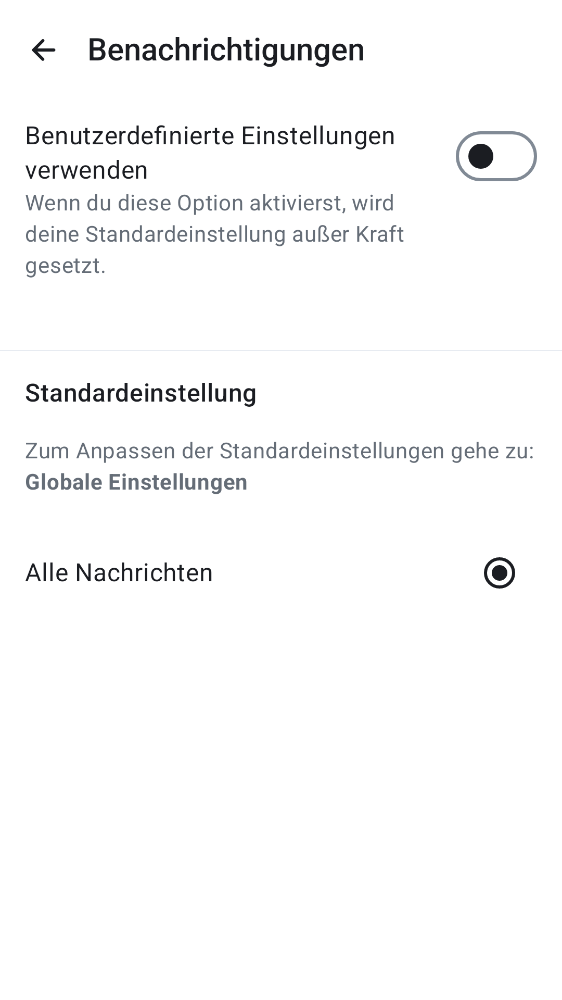 Benachrichtigungen
Benutzerdefinierte Einstellungen
verwenden
Wenn du diese Option aktivierst, wird
deine Standardeinstellung außer Kraft
gesetzt.
Standardeinstellung
Zum Anpassen der Standardeinstellungen gehe zu:
Globale Einstellungen
Alle Nachrichten